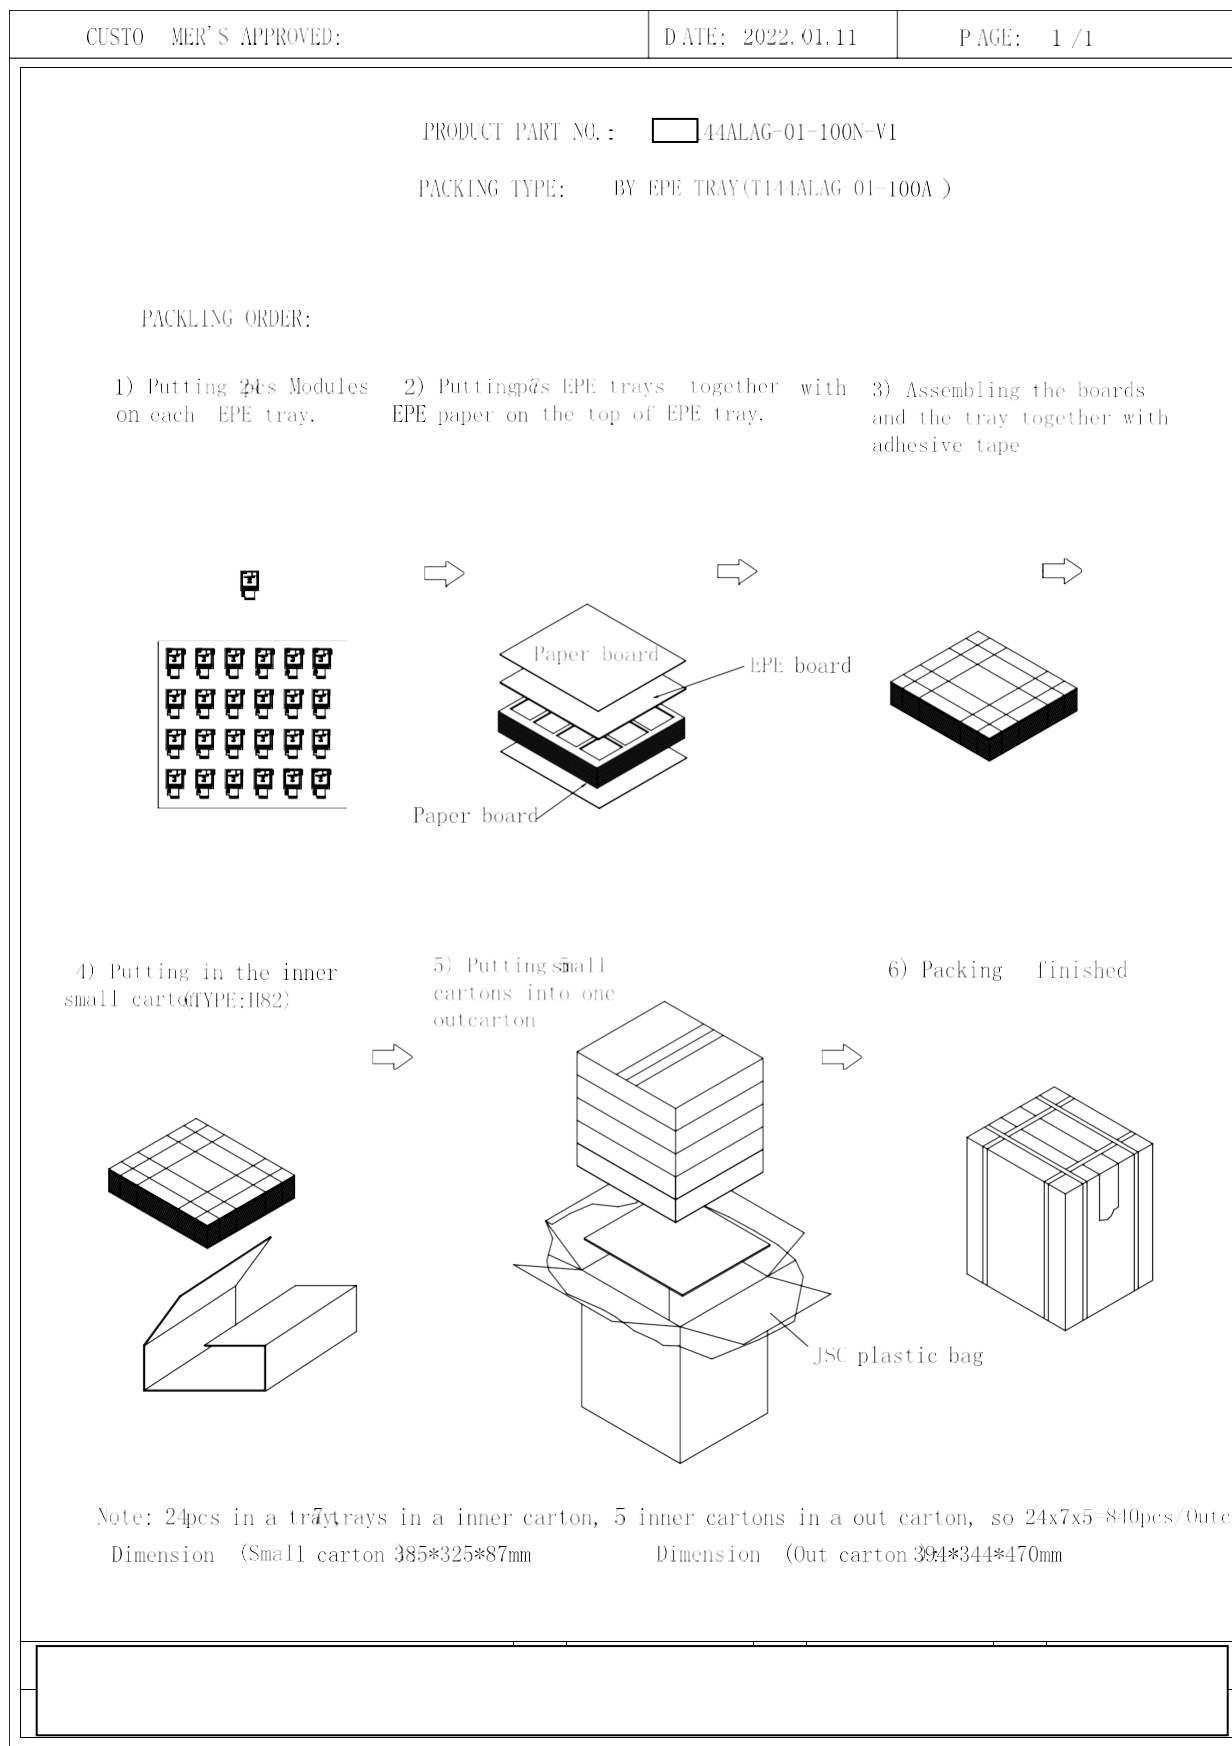 CUSTO MER'S APPROVED:
DATE: 2022.01.11
PAGE: 1 /1
PRODUCT PART NO.: 44ALAG-01-100N-V1
PACKING TYPE: BY EPE TRAY(T144ALAG-01-100A )
PACKLING ORDER:
1) Putting 24pcs Modules
on each EPE tray.
2) Putting 7pcs EPE trays together with
EPE paper on the top of EPE tray.
3) Assembling the boards
and the tray together with
adhesive tape
Paper board
EPE board
Paper board
4) Putting in the inner
small carton(TYPE:H82)
5) Putting 5 small
cartons into one
outcarton
6) Packing finished
JSC plastic bag
Note: 24pcs in a tray,7 trays in a inner carton, 5 inner cartons in a out carton, so 24x7x5=840pcs/Outc
Dimension (Small carton ):385*325*87mm
Dimension (Out carton ):394*344*470mm